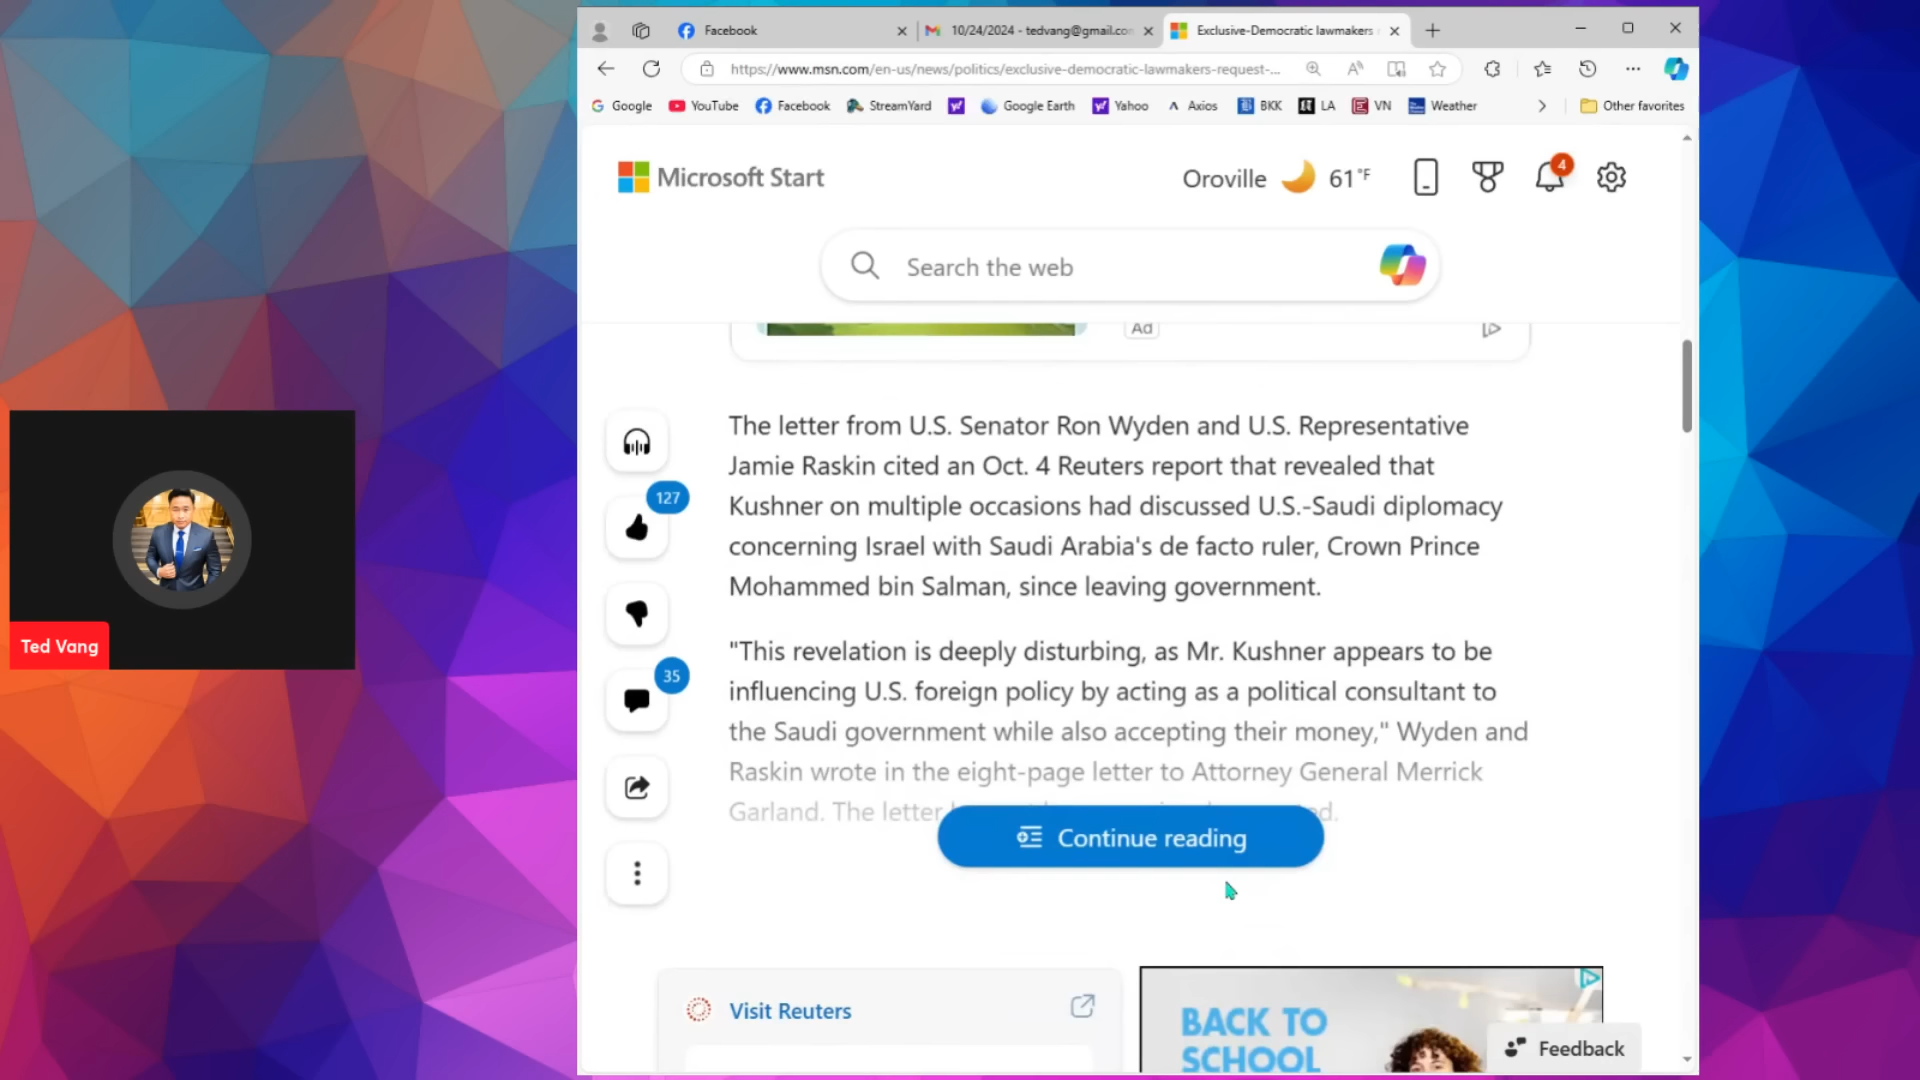 Facebook
10/24/2024 - tedvang@gmail.co
Exclusive-Democratic lawmakers
https://www.msn.com/en-us/news/politics/exclusive-democratic-lawmakers-request-...
Google YouTube Facebook StreamYard Google Earth Yahoo Axios BKK LA VN Weather Other favorites
Microsoft Start
Oroville 61°F
4
Search the web
Ad
The letter from U.S. Senator Ron Wyden and U.S. Representative
Jamie Raskin cited an Oct. 4 Reuters report that revealed that
Kushner on multiple occasions had discussed U.S.-Saudi diplomacy
concerning Israel with Saudi Arabia's de facto ruler, Crown Prince
Mohammed bin Salman, since leaving government.
127
35
"This revelation is deeply disturbing, as Mr. Kushner appears to be
influencing U.S. foreign policy by acting as a political consultant to
the Saudi government while also accepting their money," Wyden and
Raskin wrote in the eight-page letter to Attorney General Merrick
Garland. The letter
Continue reading
Visit Reuters
BACK TO
SCHOOL
Feedback
Ted Vang